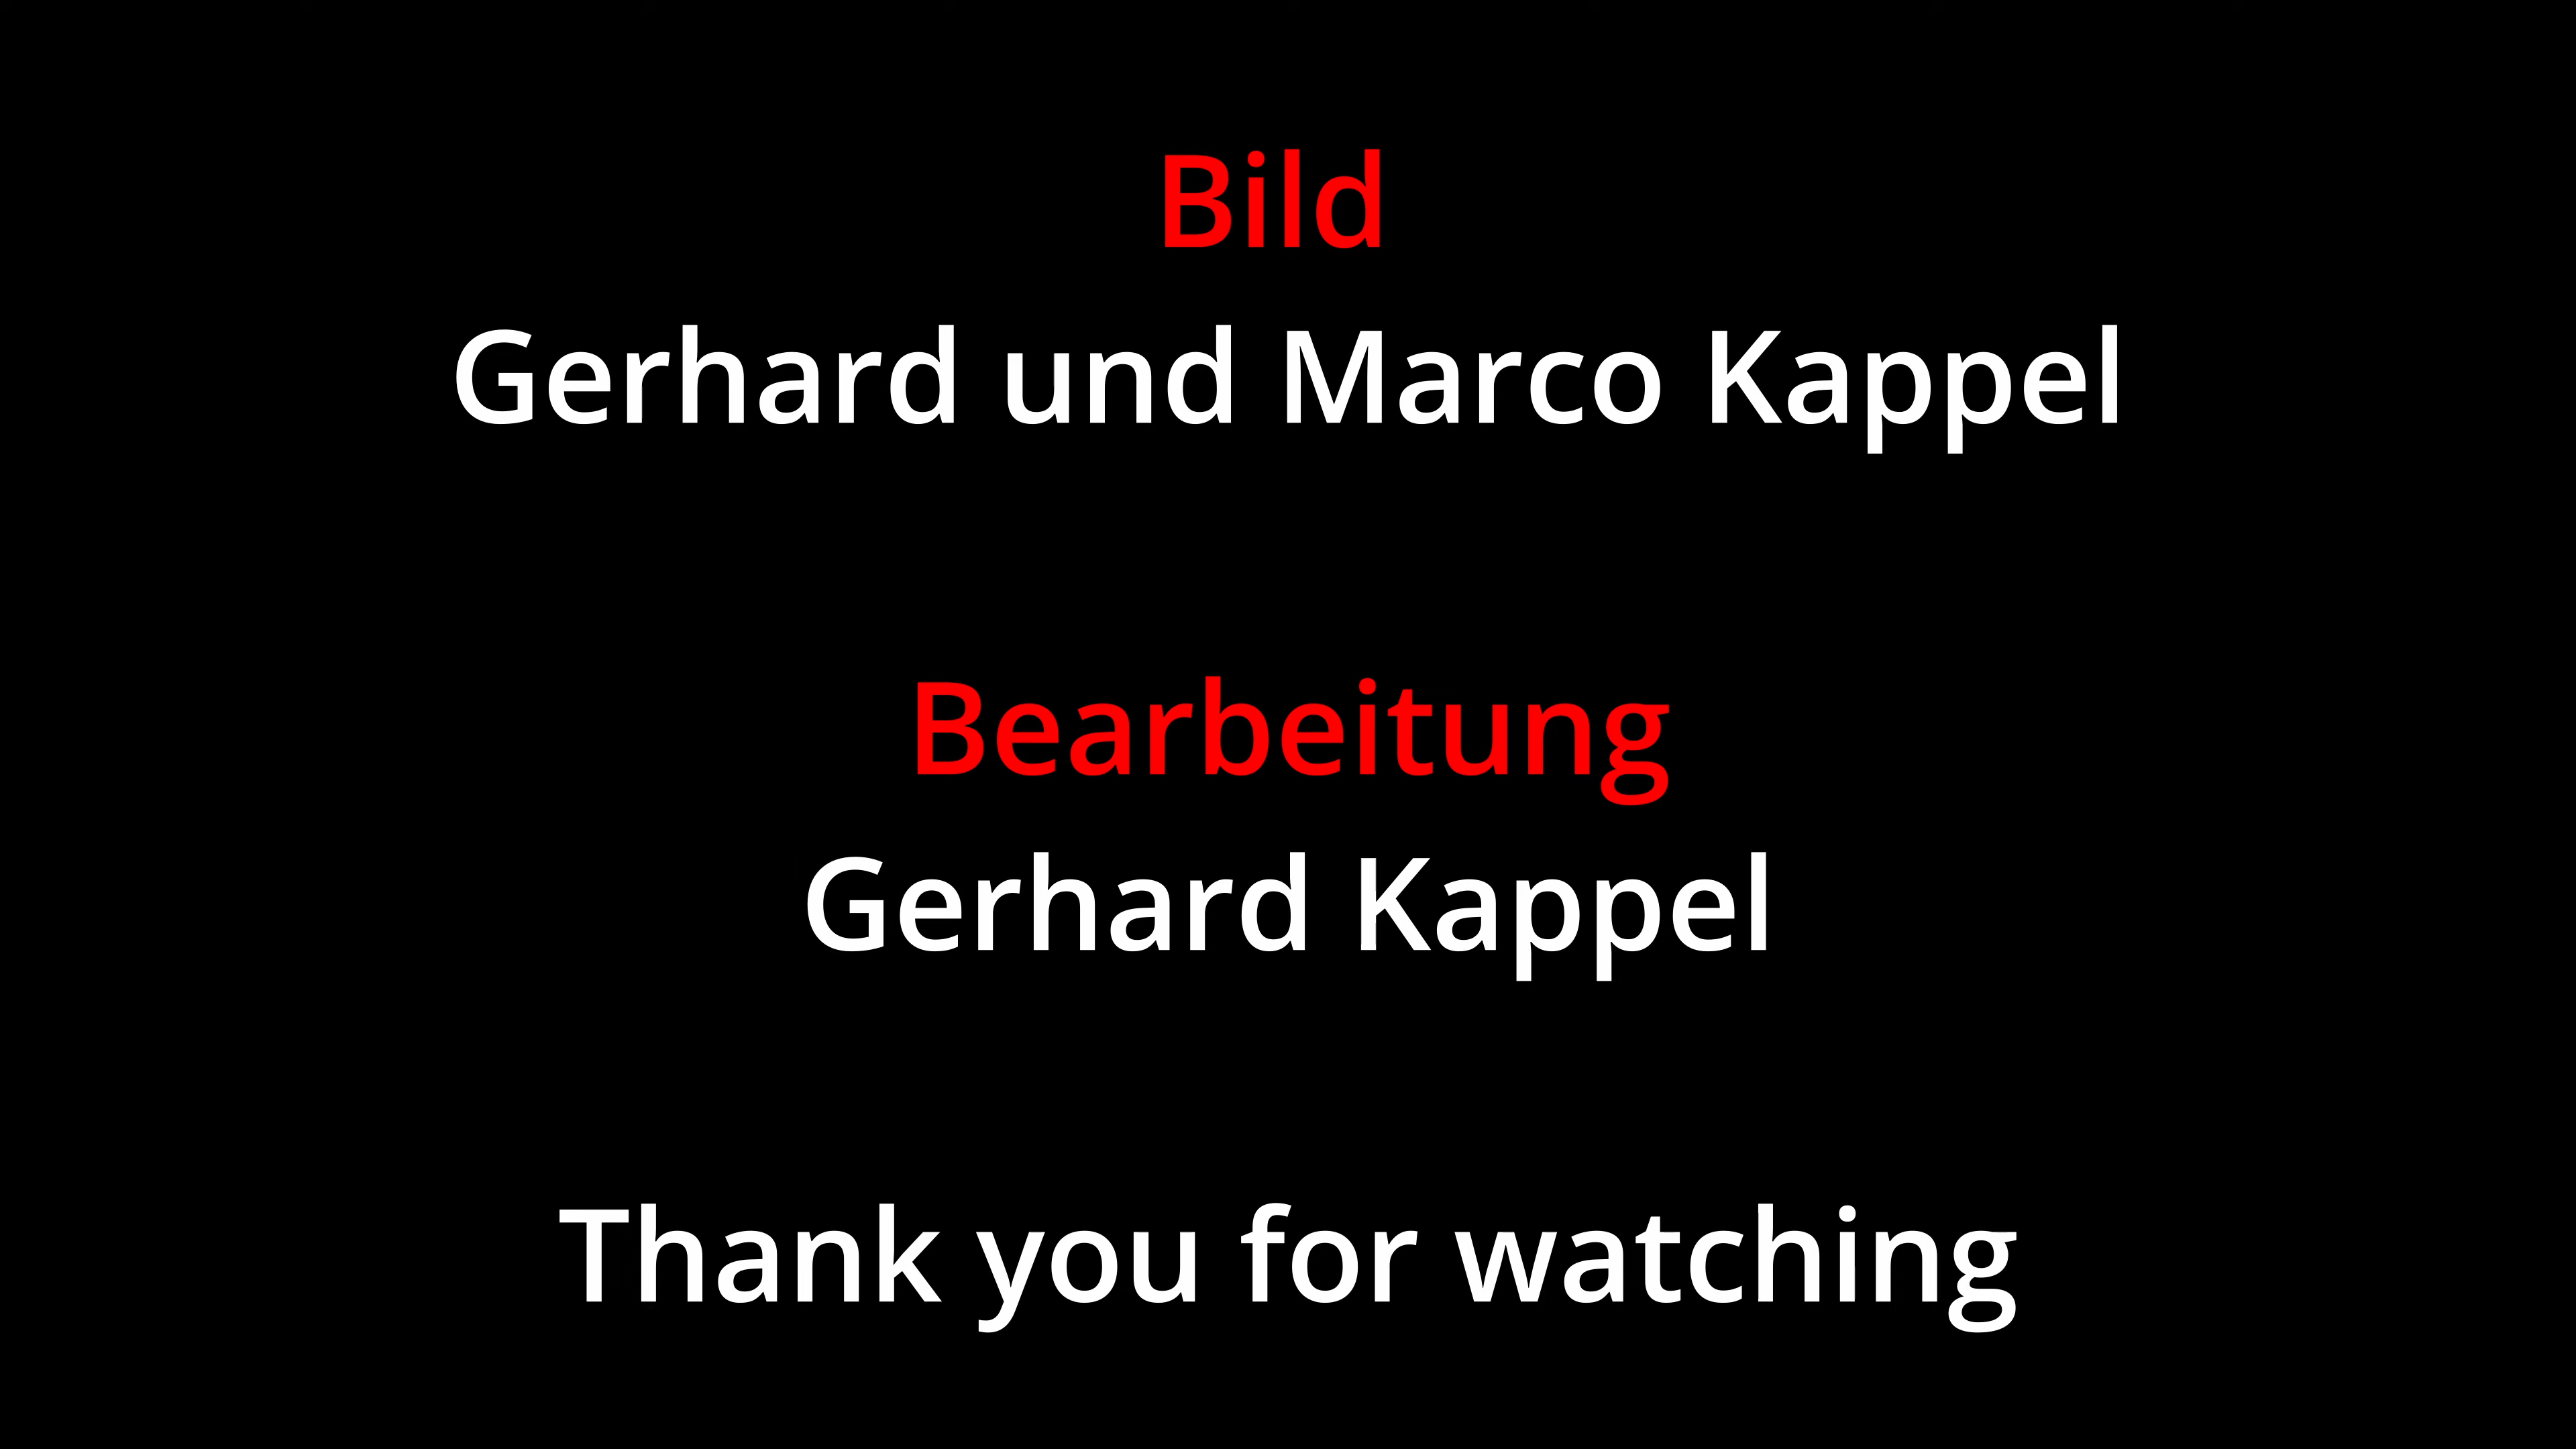 Bild
Gerhard und Marco Kappel
Bearbeitung
Gerhard Kappel
Thank you for watching